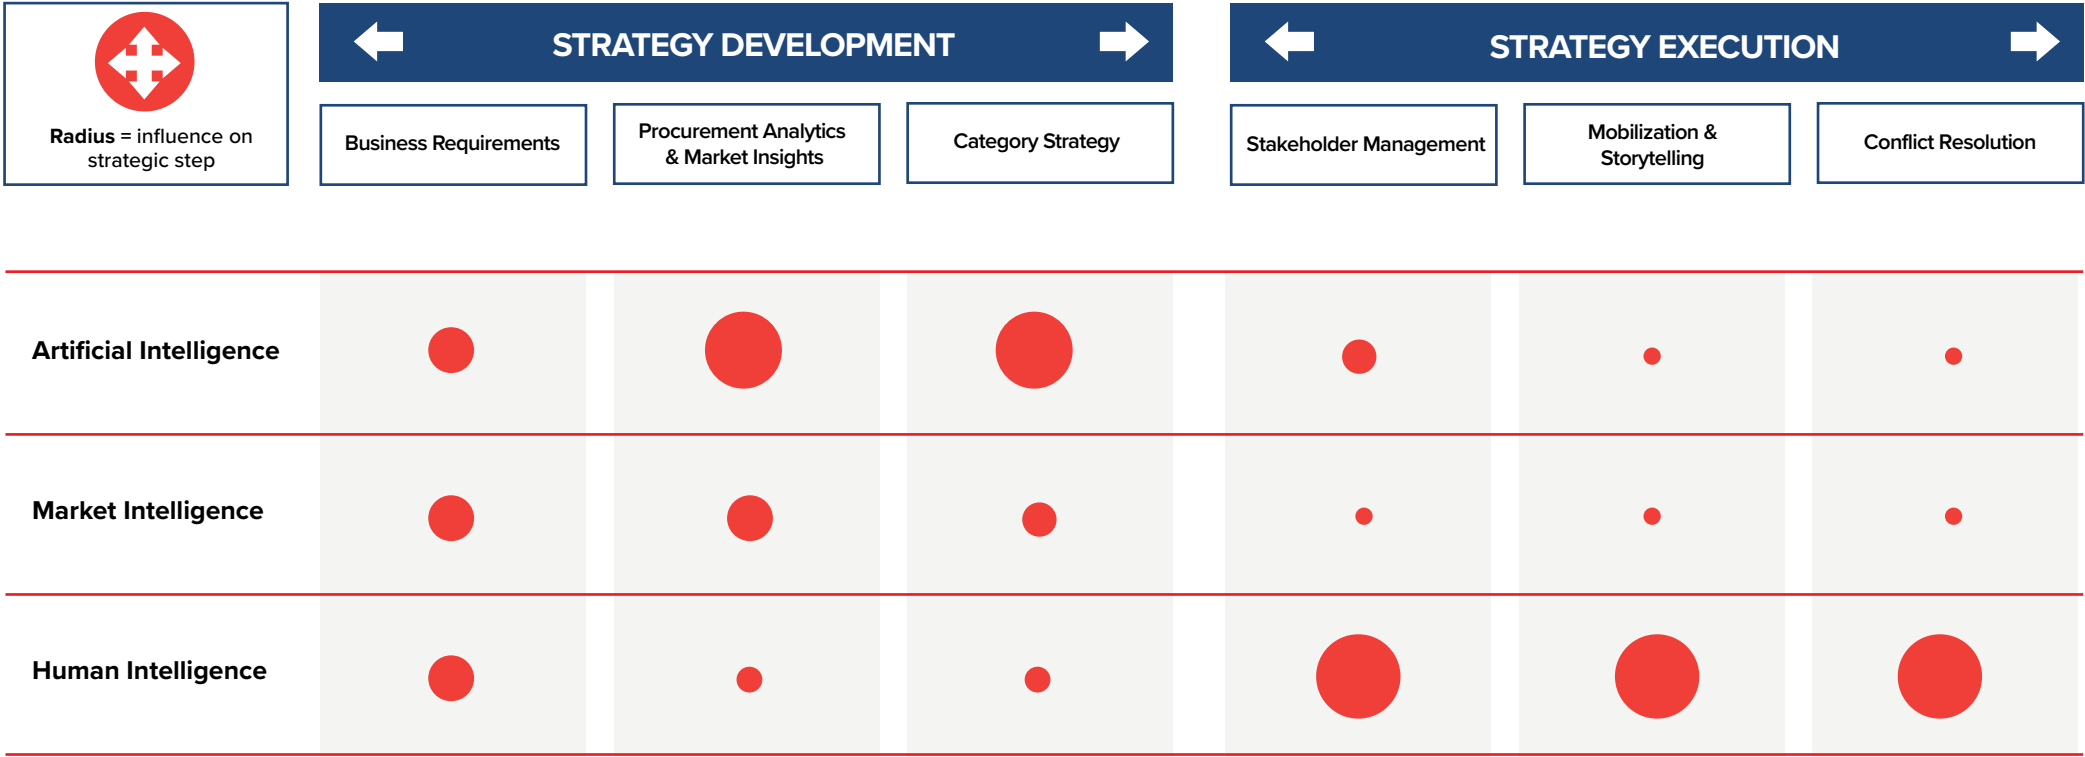 Radius = influence on
strategic step
STRATEGY DEVELOPMENT
STRATEGY EXECUTION
Business Requirements
Procurement Analytics
& Market Insights
Category Strategy
Stakeholder Management
Mobilization &
Storytelling
Conflict Resolution
Artificial Intelligence
Market Intelligence
Human Intelligence